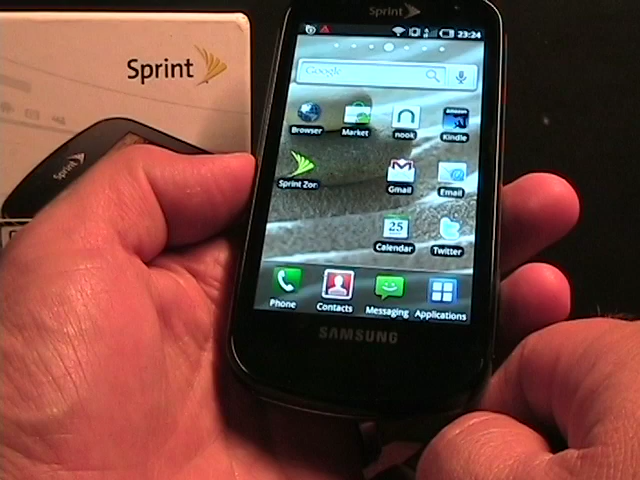 Sprint
23:24
Google
Sprint
Browser
Market
nook
amazon
Kindle
Sprint
Sprint Zon
Gmail
Email
25
Calendar
Twitter
Phone
Contacts
Messaging
Applications
SAMSUNG